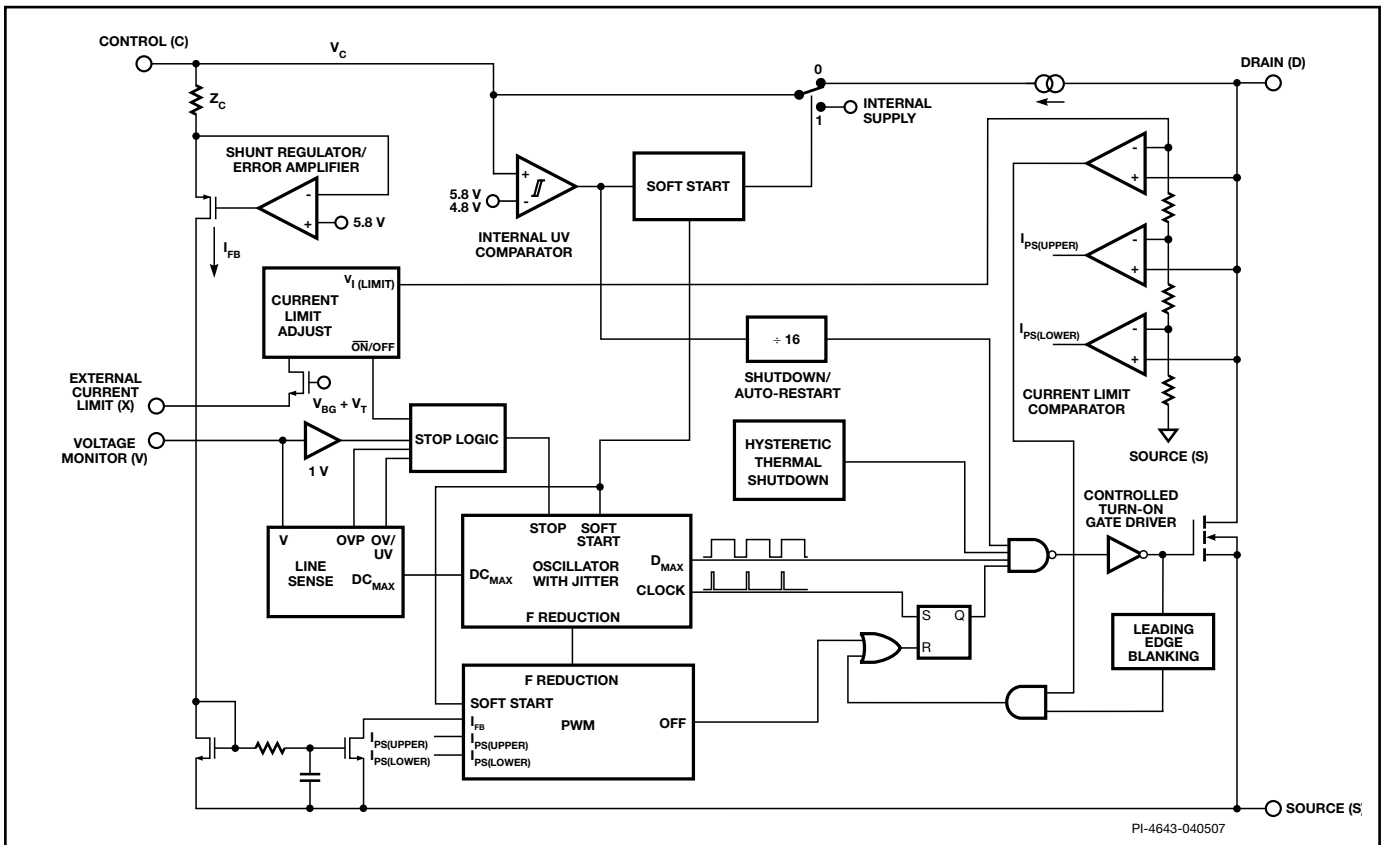 CONTROL (C)
V_C
DRAIN (D)
0
1
INTERNAL
SUPPLY
Z_C
SHUNT REGULATOR/
ERROR AMPLIFIER
-
+
5.8 V
I_FB
+
-
5.8 V
4.8 V
INTERNAL UV
COMPARATOR
SOFT START
-
+
I_PS(UPPER)
-
+
I_PS(LOWER)
-
+
CURRENT LIMIT
COMPARATOR
SOURCE (S)
V_I (LIMIT)
CURRENT
LIMIT
ADJUST
O̅N̅/OFF
÷ 16
SHUTDOWN/
AUTO-RESTART
EXTERNAL
CURRENT
LIMIT (X)
V_BG + V_T
VOLTAGE
MONITOR (V)
1 V
STOP LOGIC
HYSTERETIC
THERMAL
SHUTDOWN
CONTROLLED
TURN-ON
GATE DRIVER
V
OVP
OV/
UV
LINE
SENSE
DC_MAX
STOP
SOFT
START
DC_MAX
OSCILLATOR
WITH JITTER
D_MAX
CLOCK
F REDUCTION
S
Q
R
LEADING
EDGE
BLANKING
F REDUCTION
SOFT START
I_FB
PWM
OFF
I_PS(UPPER)
I_PS(UPPER)
I_PS(LOWER)
I_PS(LOWER)
SOURCE (S)
PI-4643-040507